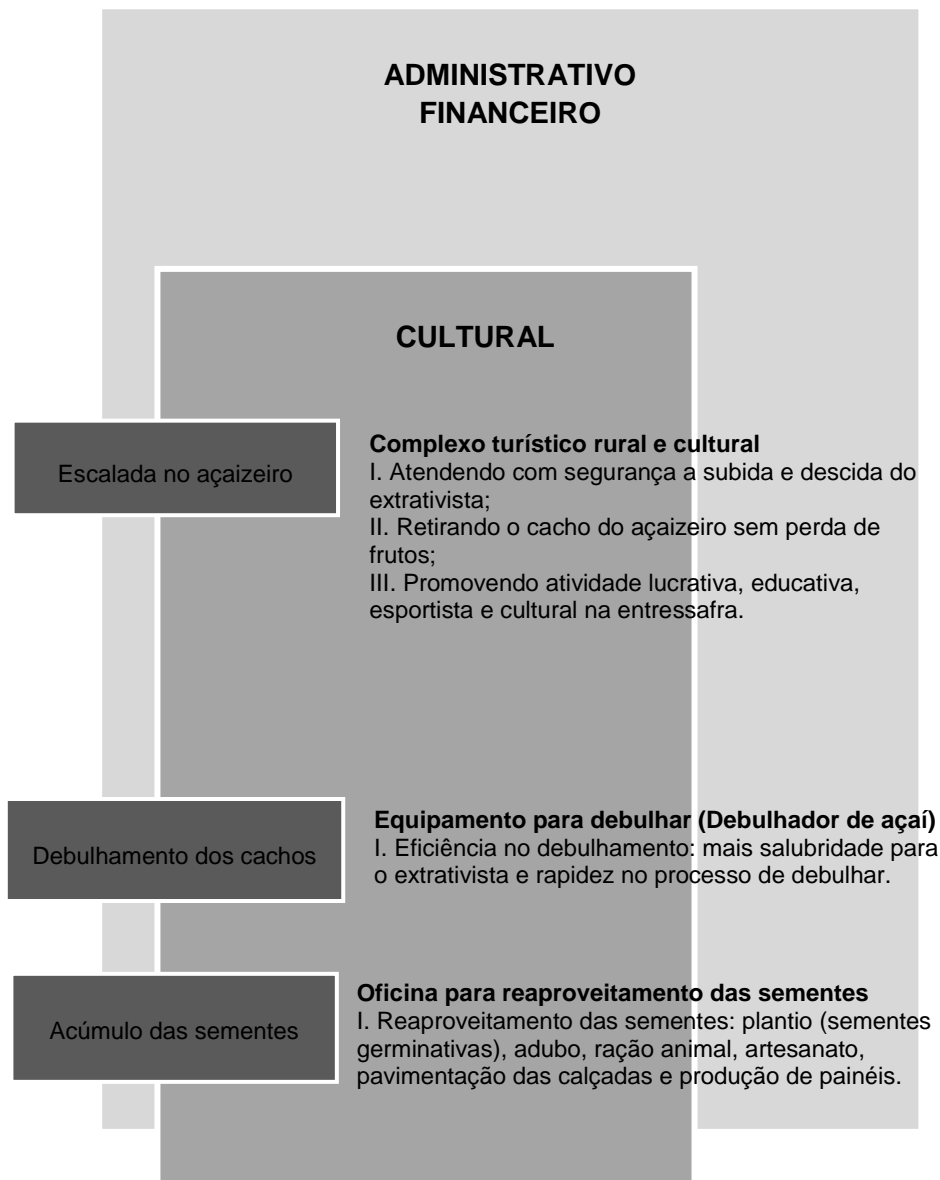 ADMINISTRATIVO
FINANCEIRO
CULTURAL
Escalada no açaizeiro
Complexo turístico rural e cultural
I. Atendendo com segurança a subida e descida do
extrativista;
II. Retirando o cacho do açaizeiro sem perda de
frutos;
III. Promovendo atividade lucrativa, educativa,
esportista e cultural na entressafra.
Debulhamento dos cachos
Equipamento para debulhar (Debulhador de açaí)
I. Eficiência no debulhamento: mais salubridade para
o extrativista e rapidez no processo de debulhar.
Acúmulo das sementes
Oficina para reaproveitamento das sementes
I. Reaproveitamento das sementes: plantio (sementes
germinativas), adubo, ração animal, artesanato,
pavimentação das calçadas e produção de painéis.